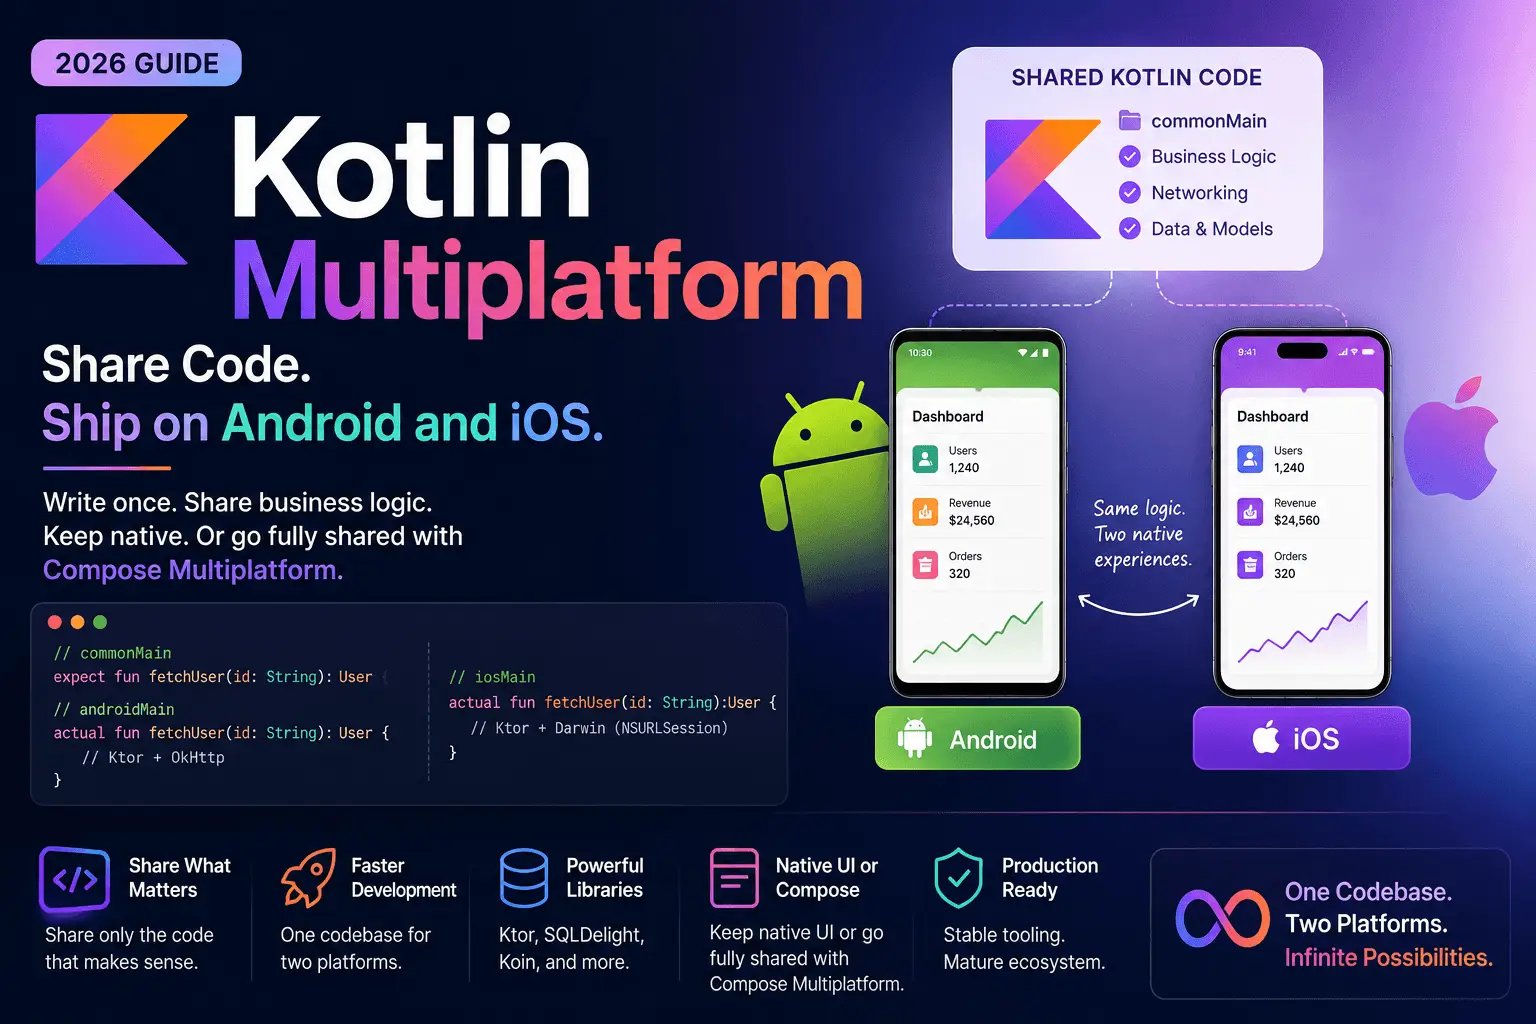 2026 GUIDE
Kotlin
Multiplatform
Share Code.
Ship on Android and iOS.
Write once. Share business logic.
Keep native. Or go fully shared with
Compose Multiplatform.
// commonMain
expect fun fetchUser(id: String): User
// androidMain
actual fun fetchUser(id: String): User {
// Ktor + OkHttp
}
// iosMain
actual fun fetchUser(id: String):User {
// Ktor + Darwin (NSURLSession)
}
SHARED KOTLIN CODE
commonMain
Business Logic
Networking
Data & Models
10:30
Dashboard
Users
1,240
Revenue
$24,560
Orders
320
Same logic.
Two native
experiences.
9:41
Dashboard
Users
1,240
Revenue
$24,560
Orders
320
Android
iOS
Share What
Matters
Share only the code
that makes sense.
Faster
Development
One codebase for
two platforms.
Powerful
Libraries
Ktor, SQLDelight,
Koin, and more.
Native UI or
Compose
Keep native UI or go
fully shared with
Compose Multiplatform.
Production
Ready
Stable tooling.
Mature ecosystem.
One Codebase.
Two Platforms.
Infinite Possibilities.